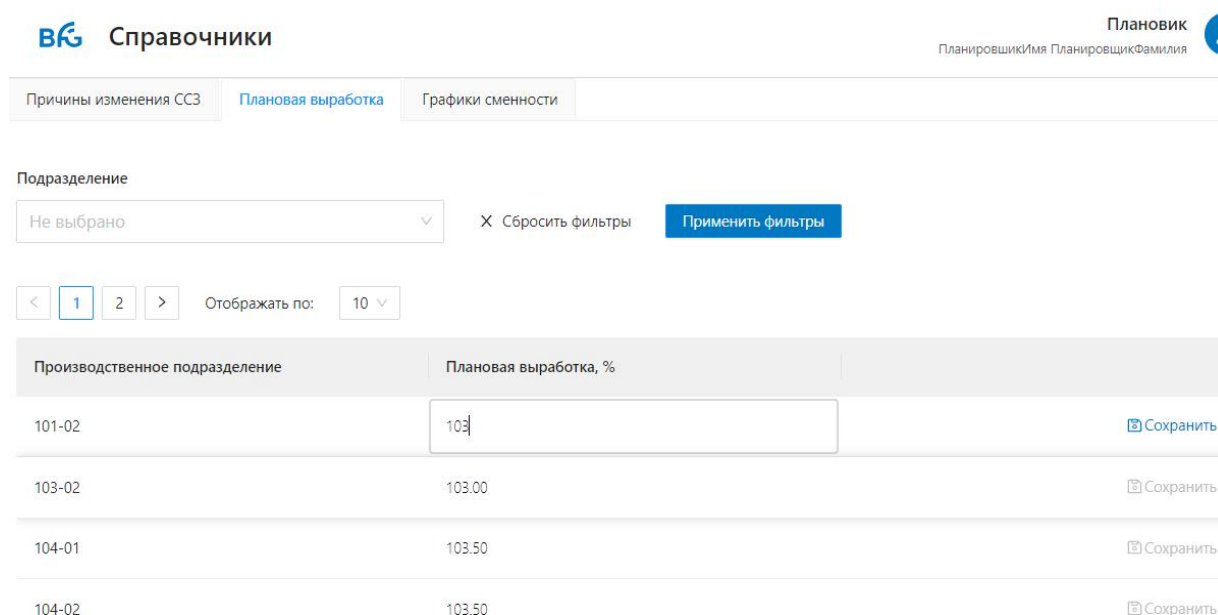 BFG Справочники
Плановик
ПланировшикИмя ПланировщикФамилия
Причины изменения ССЗ Плановая выработка Графики сменности
Подразделение
Не выбрано X Сбросить фильтры Применить фильтры
< 1 2 > Отображать по: 10
Производственное подразделение Плановая выработка, %
101-02 103 Сохранить
103-02 103.00 Сохранить
104-01 103.50 Сохранить
104-02 103.50 Сохранить